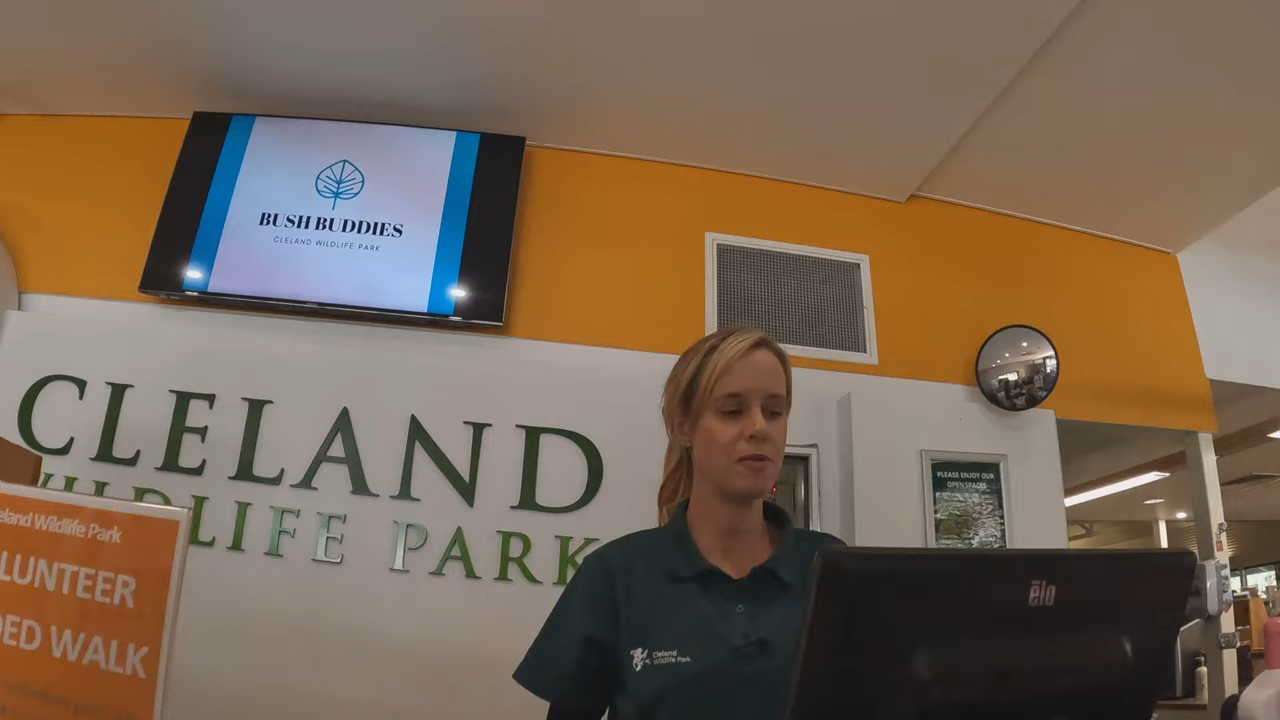 BUSH BUDDIES
CLELAND WILDLIFE PARK
CLELAND
WILDLIFE PARK
eland Wildlife Park
LUNTEER
DED WALK
PLEASE ENJOY OUR
OPEN SPACES
Cleland
Wildlife Park
ēlo